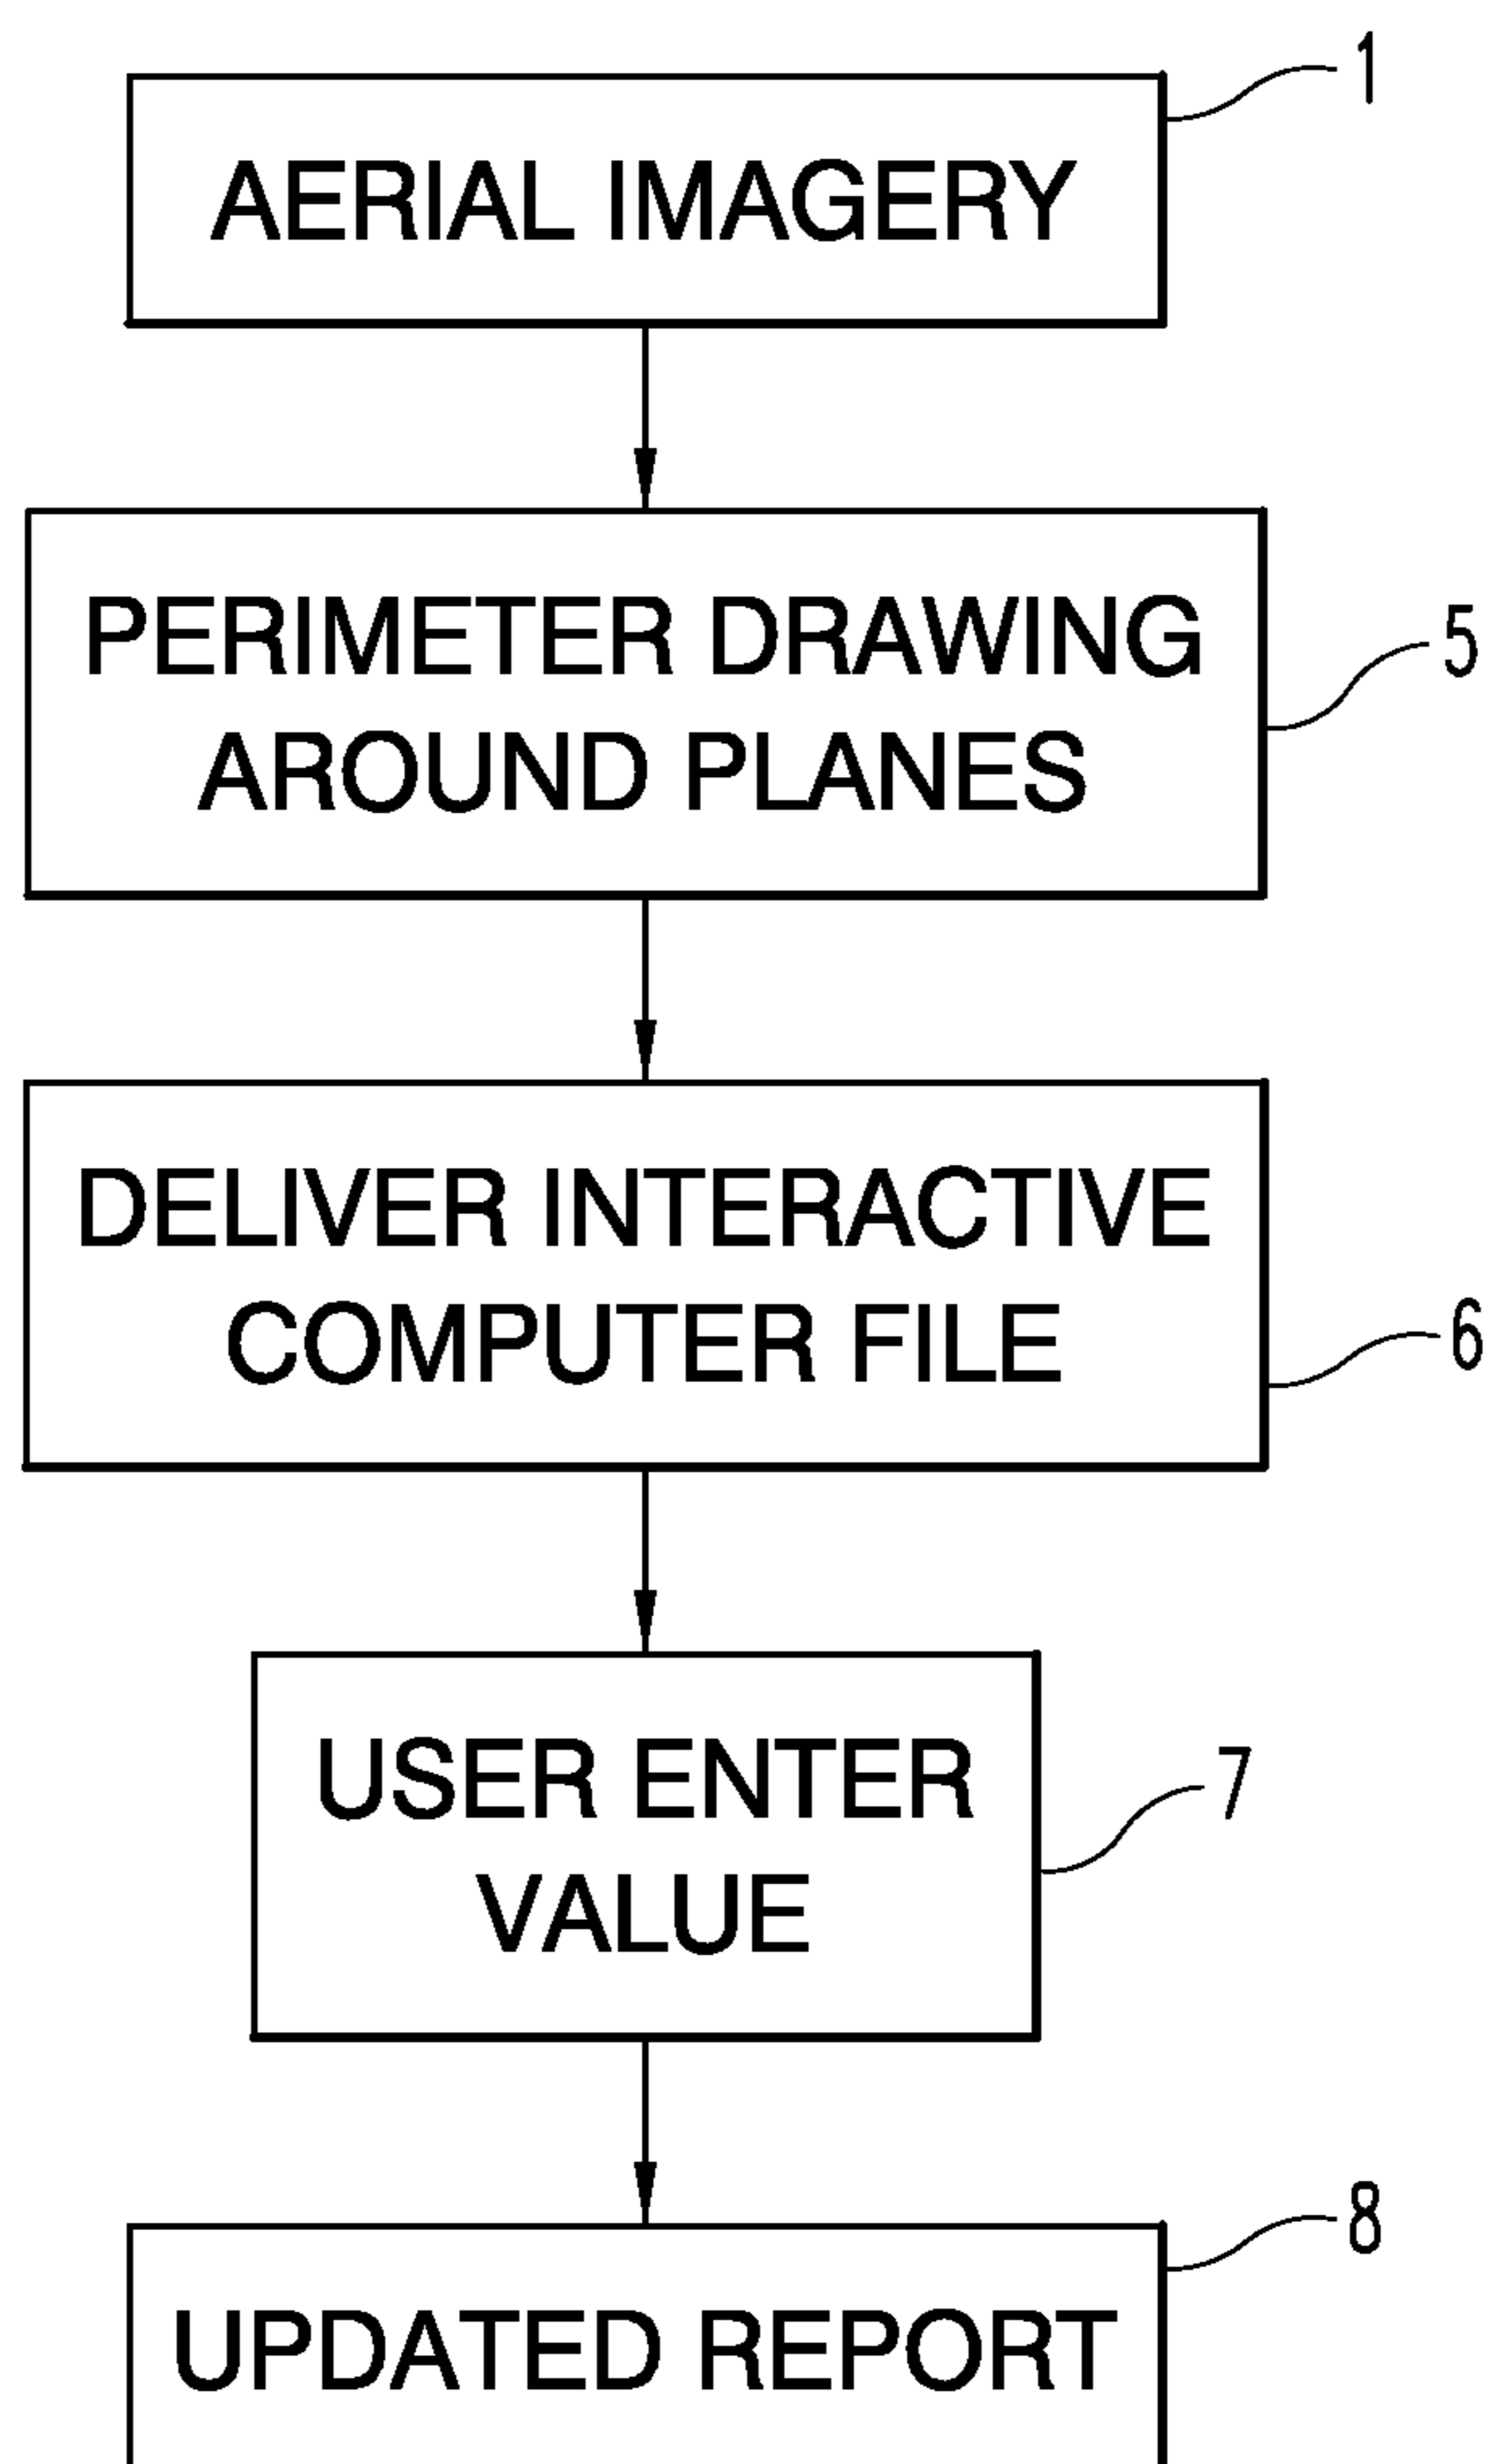 1
AERIAL IMAGERY
PERIMETER DRAWING
5
AROUND PLANES
DELIVER INTERACTIVE
COMPUTER FILE
6
USER ENTER
7
VALUE
8
UPDATED REPORT